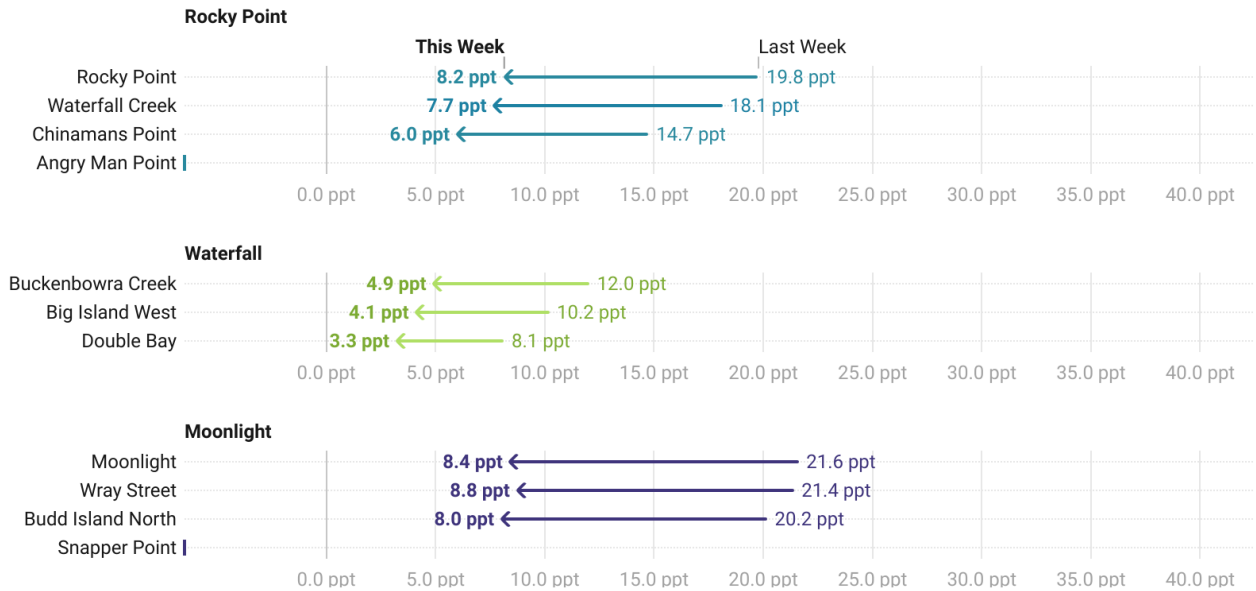 Rocky Point
This Week Last Week
Rocky Point 8.2 ppt 19.8 ppt
Waterfall Creek 7.7 ppt 18.1 ppt
Chinamans Point 6.0 ppt 14.7 ppt
Angry Man Point
0.0 ppt 5.0 ppt 10.0 ppt 15.0 ppt 20.0 ppt 25.0 ppt 30.0 ppt 35.0 ppt 40.0 ppt
Waterfall
Buckenbowra Creek 4.9 ppt 12.0 ppt
Big Island West 4.1 ppt 10.2 ppt
Double Bay 3.3 ppt 8.1 ppt
0.0 ppt 5.0 ppt 10.0 ppt 15.0 ppt 20.0 ppt 25.0 ppt 30.0 ppt 35.0 ppt 40.0 ppt
Moonlight
Moonlight 8.4 ppt 21.6 ppt
Wray Street 8.8 ppt 21.4 ppt
Budd Island North 8.0 ppt 20.2 ppt
Snapper Point
0.0 ppt 5.0 ppt 10.0 ppt 15.0 ppt 20.0 ppt 25.0 ppt 30.0 ppt 35.0 ppt 40.0 ppt